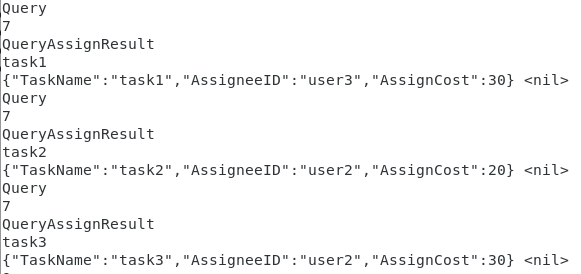 Query
7
QueryAssignResult
task1
{"TaskName":"task1","AssigneeID":"user3","AssignCost":30} <nil>
Query
7
QueryAssignResult
task2
{"TaskName":"task2","AssigneeID":"user2","AssignCost":20} <nil>
Query
7
QueryAssignResult
task3
{"TaskName":"task3","AssigneeID":"user2","AssignCost":30} <nil>